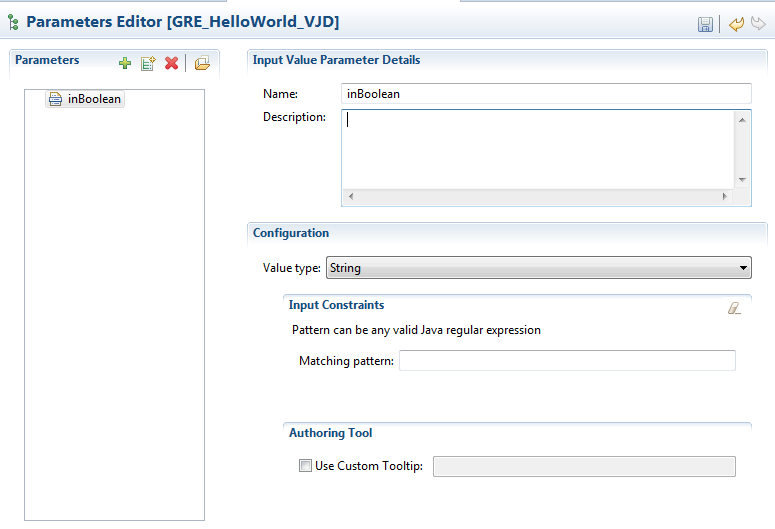 Parameters Editor [GRE_HelloWorld_VJD]
Parameters
inBoolean
Input Value Parameter Details
Name: inBoolean
Description:
Configuration
Value type: String
Input Constraints
Pattern can be any valid Java regular expression
Matching pattern:
Authoring Tool
Use Custom Tooltip: